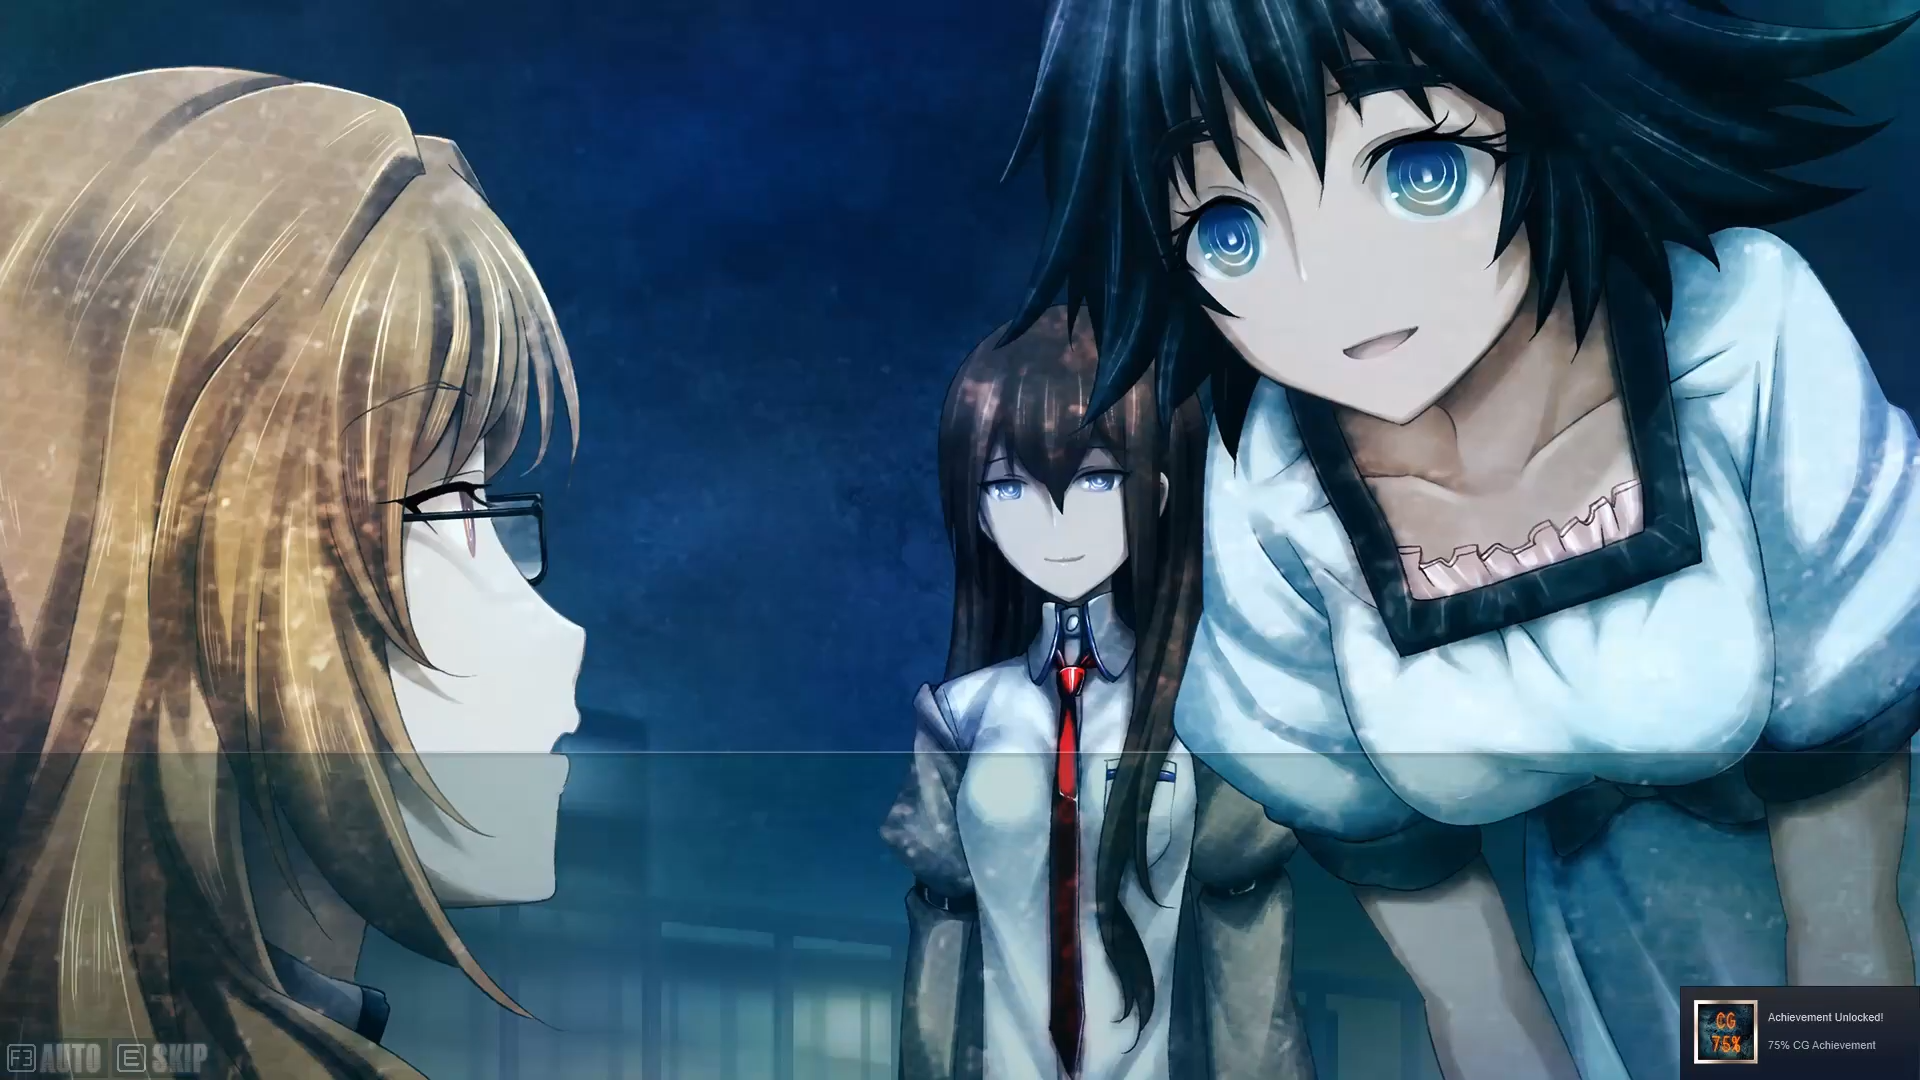 Achievement Unlocked!
CG
75%
75% CG Achievement
F3 AUTO E SKIP